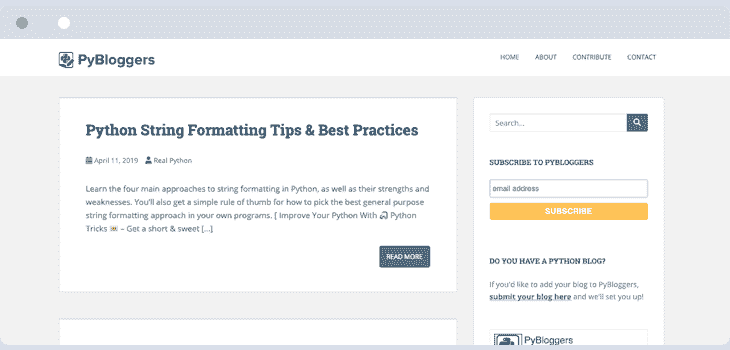 PyBloggers
HOME ABOUT CONTRIBUTE CONTACT
Python String Formatting Tips & Best Practices
April 11, 2019 Real Python
Learn the four main approaches to string formatting in Python, as well as their strengths and
weaknesses. You'll also get a simple rule of thumb for how to pick the best general purpose
string formatting approach in your own programs. [ Improve Your Python With 🐍 Python
Tricks 💌 – Get a short & sweet [...]
READ MORE
Search...
SUBSCRIBE TO PYBLOGGERS
email address
SUBSCRIBE
DO YOU HAVE A PYTHON BLOG?
If you'd like to add your blog to PyBloggers,
submit your blog here and we'll set you up!
PyBloggers